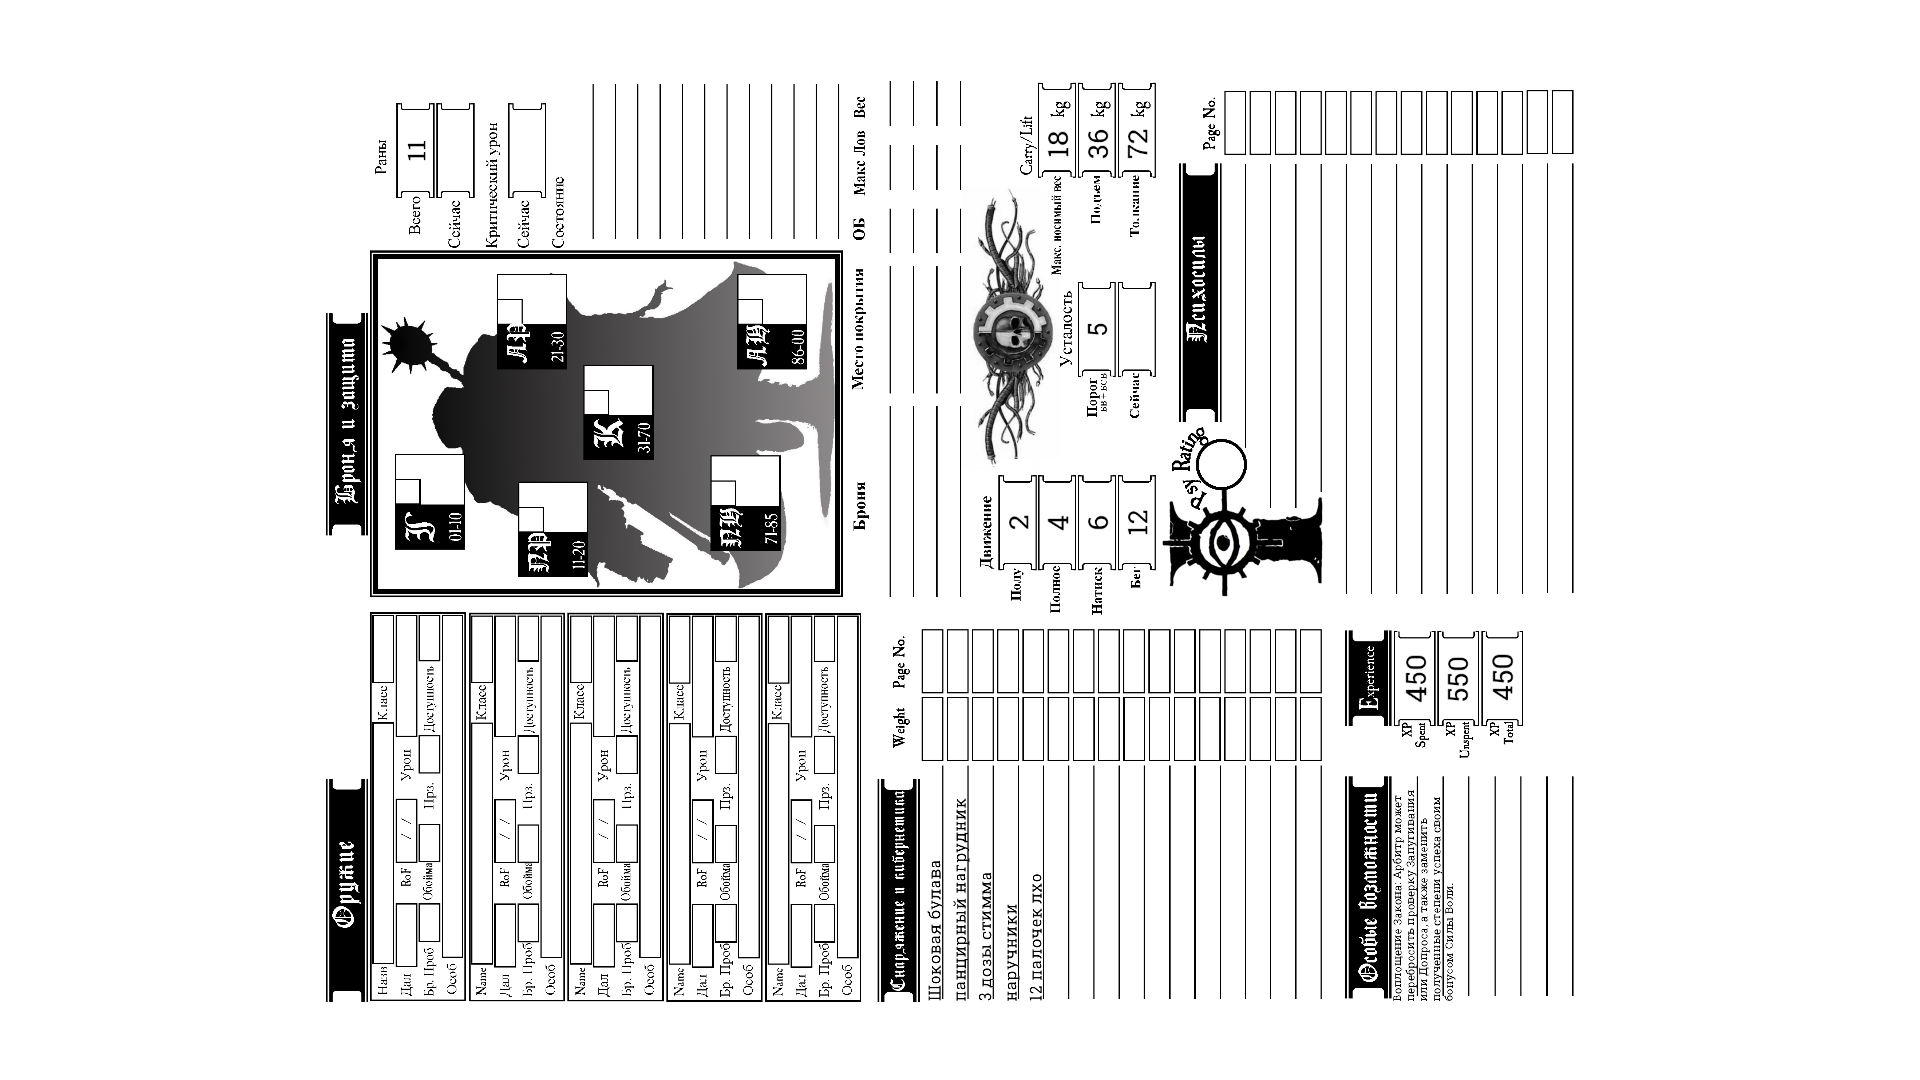 Оружие
Назв Класс
Дал RoF / / Урон
Бр. Проб Обойма Прз. Доступность
Особ
Name Класс
Дал RoF / / Урон
Бр. Проб Обойма Прз. Доступность
Особ
Name Класс
Дал RoF / / Урон
Бр. Проб Обойма Прз. Доступность
Особ
Name Класс
Дал RoF / / Урон
Бр. Проб Обойма Прз. Доступность
Особ
Name Класс
Дал RoF / / Урон
Бр. Проб Обойма Прз. Доступность
Особ
Броня и защита
Г
01-10
ПР
11-20
ЛР
21-30
К
31-70
ПВ
71-85
ЛВ
86-00
Раны
Всего 11
Сейчас
Критический урон
Сейчас
Состояние
Броня Место покрытия ОБ Макс Лов Вес
Снаряжение и кибернетика Weight Page No.
Шоковая булава
панцирный нагрудник
3 дозы стимма
наручники
12 палочек лхо
Движение
Полу 2
Полное 4
Натиск 6
Бег 12
Усталость
Порог 5
БВ + БСВ
Сейчас
Carry/Lift
Макс. носимый вес 18 kg
Подъем 36 kg
Толкание 72 kg
Psy Rating
Психосилы Page No.
Особые возможности
Воплощение Закона: Арбитр может
перебросить проверку Запугивания
или Допроса, а также заменить
полученные степени успеха своим
бонусом Силы Воли.
Experience
XP Spent 450
XP Unspent 550
XP Total 450